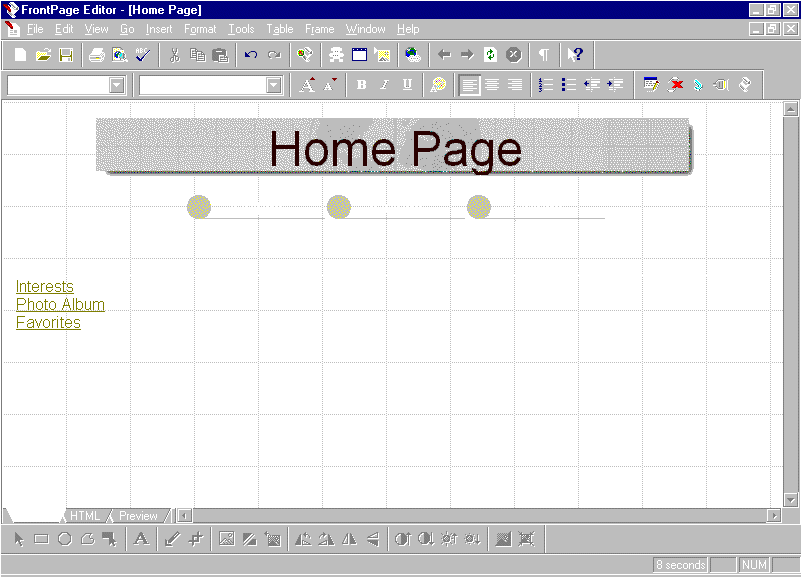 FrontPage Editor - [Home Page]
File Edit View Go Insert Format Tools Table Frame Window Help
Home Page
Interests
Photo Album
Favorites
HTML Preview
8 seconds NUM